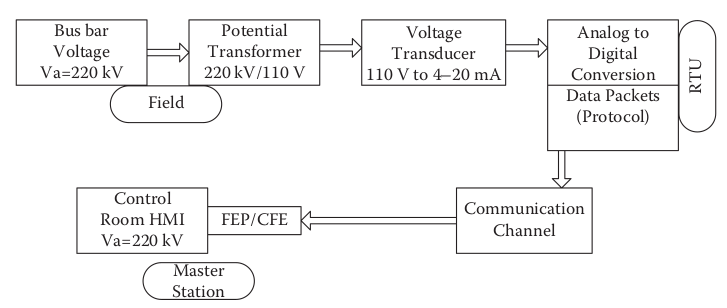 Bus bar
Voltage
Va=220 kV
Potential
Transformer
220 kV/110 V
Voltage
Transducer
110 V to 4–20 mA
Analog to
Digital
Conversion
Data Packets
(Protocol)
RTU
Field
Control
Room HMI
Va=220 kV
FEP/CFE
Communication
Channel
Master
Station